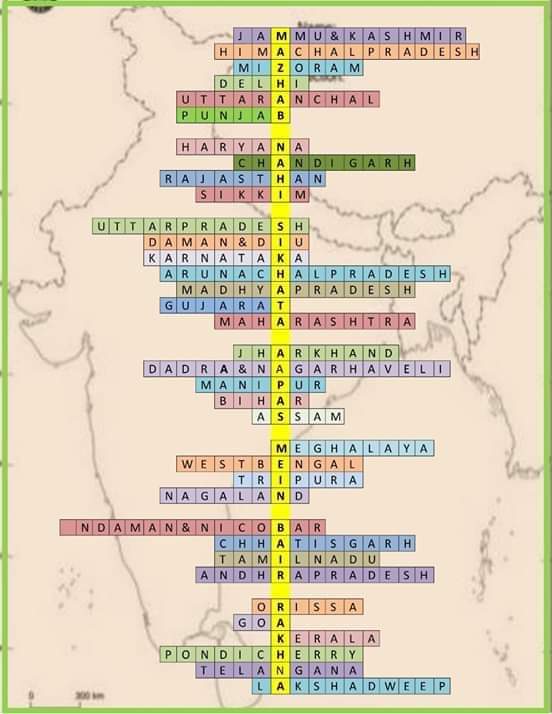 Name:
JAMMU&KASHMIR
HIMACHALPRADESH
MIZORAM
DELHI
UTTARANCHAL
PUNJAB
HARYANA
CHANDIGARH
RAJASTHAN
SIKKIM
UTTARPRADESH
DAMAN&DIU
KARNATAKA
ARUNACHALPRADESH
MADHYAPRADESH
GUJARAT
MAHARASHTRA
JHARKHAND
DADRA&NAGARHAVELI
MANIPUR
BIHAR
ASSAM
MEGHALAYA
WESTBENGAL
TRIPURA
NAGALAND
NDAMAN&NICOBAR
CHHATISGARH
TAMILNADU
ANDHRAPRADESH
ORISSA
GOA
KERALA
PONDICHERRY
TELANGANA
LAKSHADWEEP
0 300 km